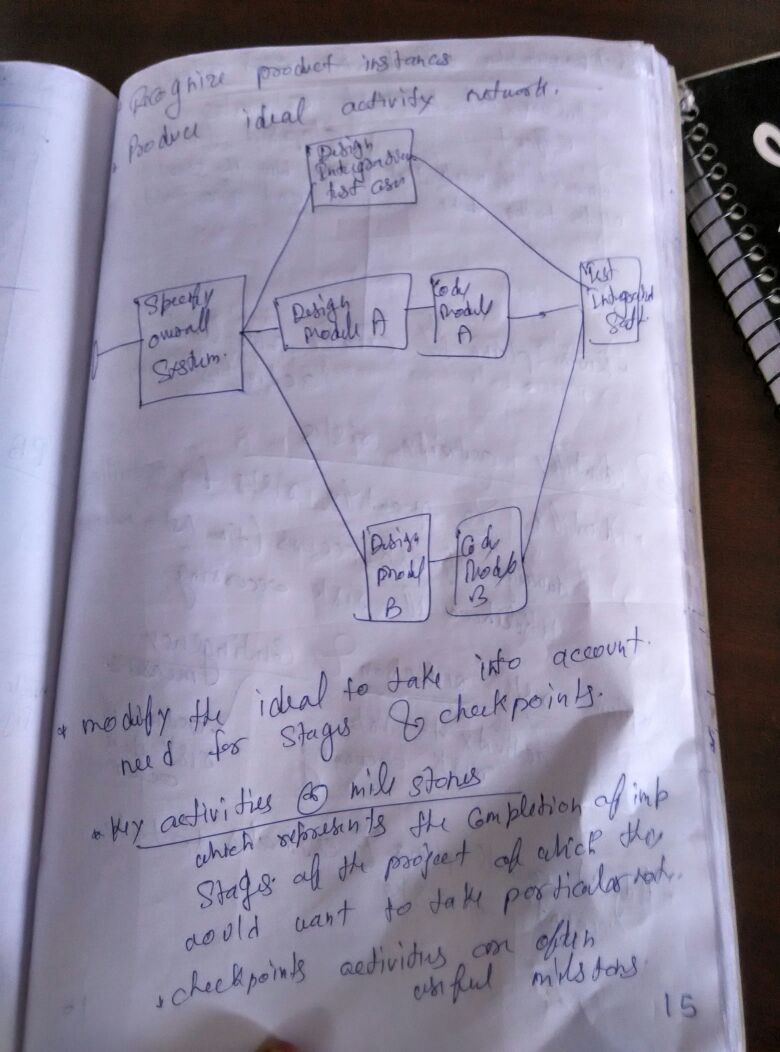 Recognize product instances
• Produce ideal activity network.
Design
Integration
test case
Specify
overall
System.
Design
Module A
Code
Module
A
Test
Integrated
Soft.
Design
Modul
B
Code
Module
B
* modify the ideal to take into account.
need for stages & checkpoints.
* key activities or mile stones
which represents the completion of imp
stages of the project of which they
would want to take particular not.
* checkpoints activities are often
useful milstons.
15